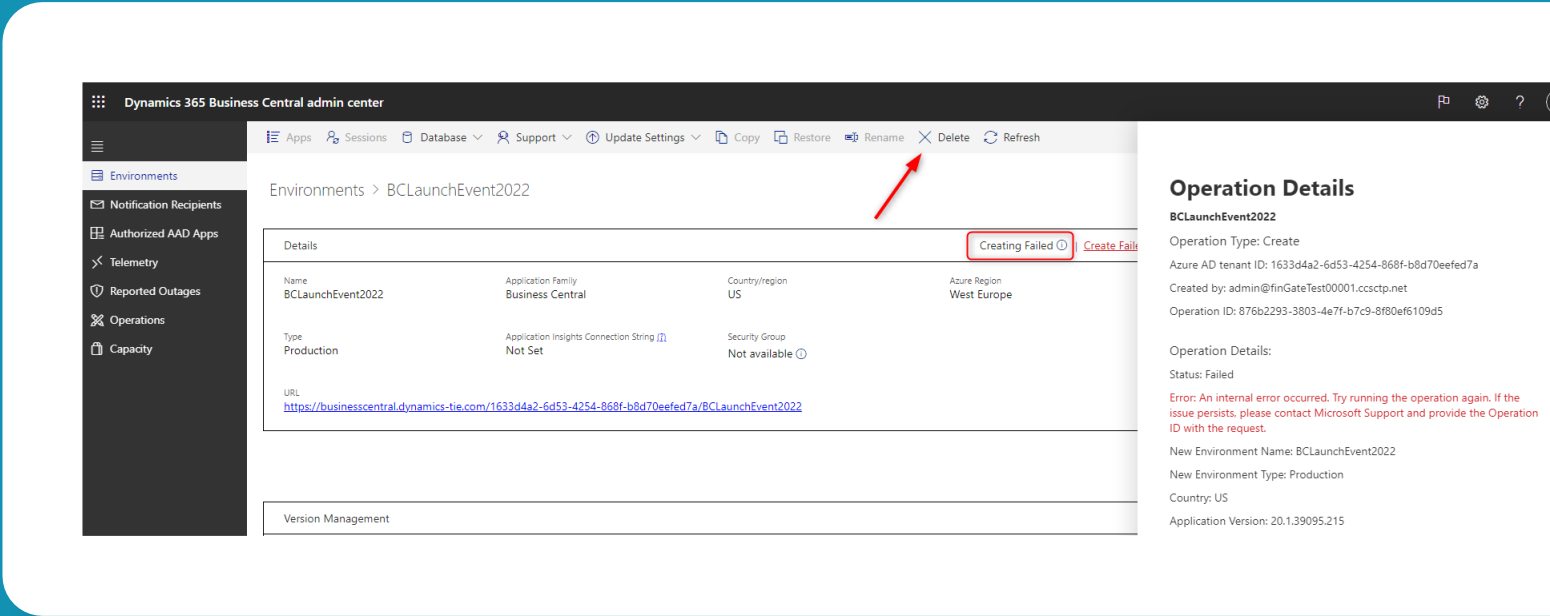 Dynamics 365 Business Central admin center
?
Apps Sessions Database Support Update Settings Copy Restore Rename Delete Refresh
Environments
Notification Recipients
Authorized AAD Apps
Telemetry
Reported Outages
Operations
Capacity
Environments > BCLaunchEvent2022
Details
Creating Failed | Create Faile
Name
BCLaunchEvent2022
Application Family
Business Central
Country/region
US
Azure Region
West Europe
Type
Production
Application Insights Connection String [?]
Not Set
Security Group
Not available
URL
https://businesscentral.dynamics-tie.com/1633d4a2-6d53-4254-868f-b8d70eefed7a/BCLaunchEvent2022
Version Management
Operation Details
BCLaunchEvent2022
Operation Type: Create
Azure AD tenant ID: 1633d4a2-6d53-4254-868f-b8d70eefed7a
Created by: admin@finGateTest00001.ccsctp.net
Operation ID: 876b2293-3803-4e7f-b7c9-8f80ef6109d5
Operation Details:
Status: Failed
Error: An internal error occurred. Try running the operation again. If the
issue persists, please contact Microsoft Support and provide the Operation
ID with the request.
New Environment Name: BCLaunchEvent2022
New Environment Type: Production
Country: US
Application Version: 20.1.39095.215